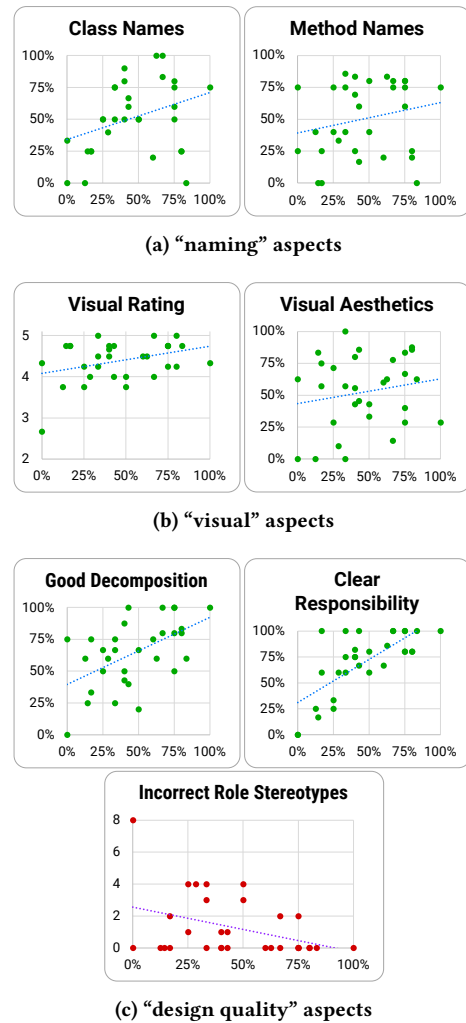 Class Names
100%
75%
50%
25%
0%
0% 25% 50% 75% 100%
Method Names
100%
75%
50%
25%
0%
0% 25% 50% 75% 100%
(a) “naming” aspects
Visual Rating
5
4
3
2
0% 25% 50% 75% 100%
Visual Aesthetics
100%
75%
50%
25%
0%
0% 25% 50% 75% 100%
(b) “visual” aspects
Good Decomposition
100%
75%
50%
25%
0%
0% 25% 50% 75% 100%
Clear
Responsibility
100%
75%
50%
25%
0%
0% 25% 50% 75% 100%
Incorrect Role Stereotypes
8
6
4
2
0
0% 25% 50% 75% 100%
(c) “design quality” aspects